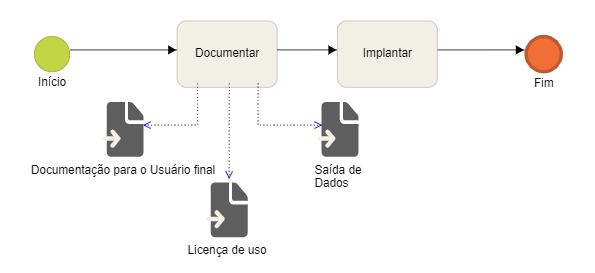 Documentar
Implantar
Início
Fim
Documentação para o Usuário final
Saída de
Dados
Licença de uso